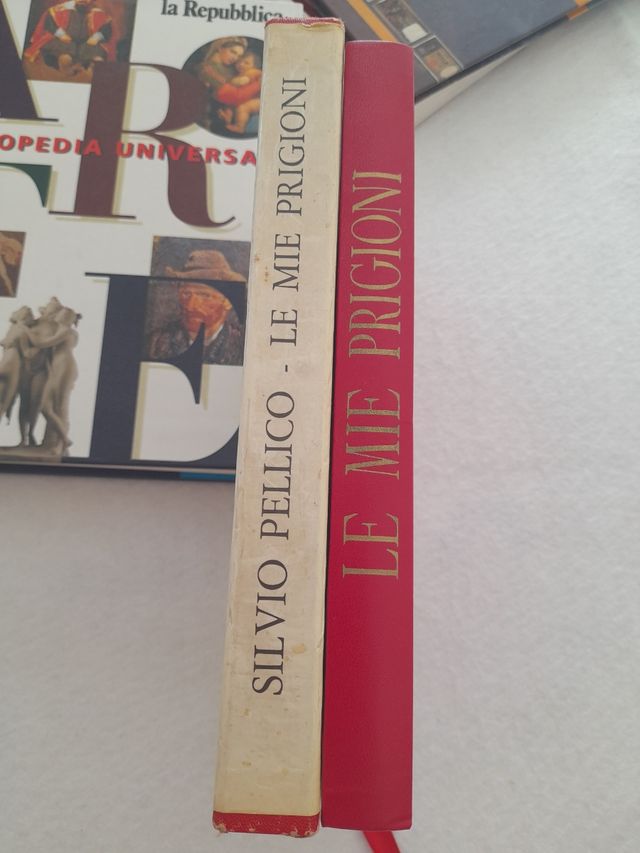 la Repubblica
OPEDIA UNIVERSA
SILVIO PELLICO - LE MIE PRIGIONI
LE MIE PRIGIONI